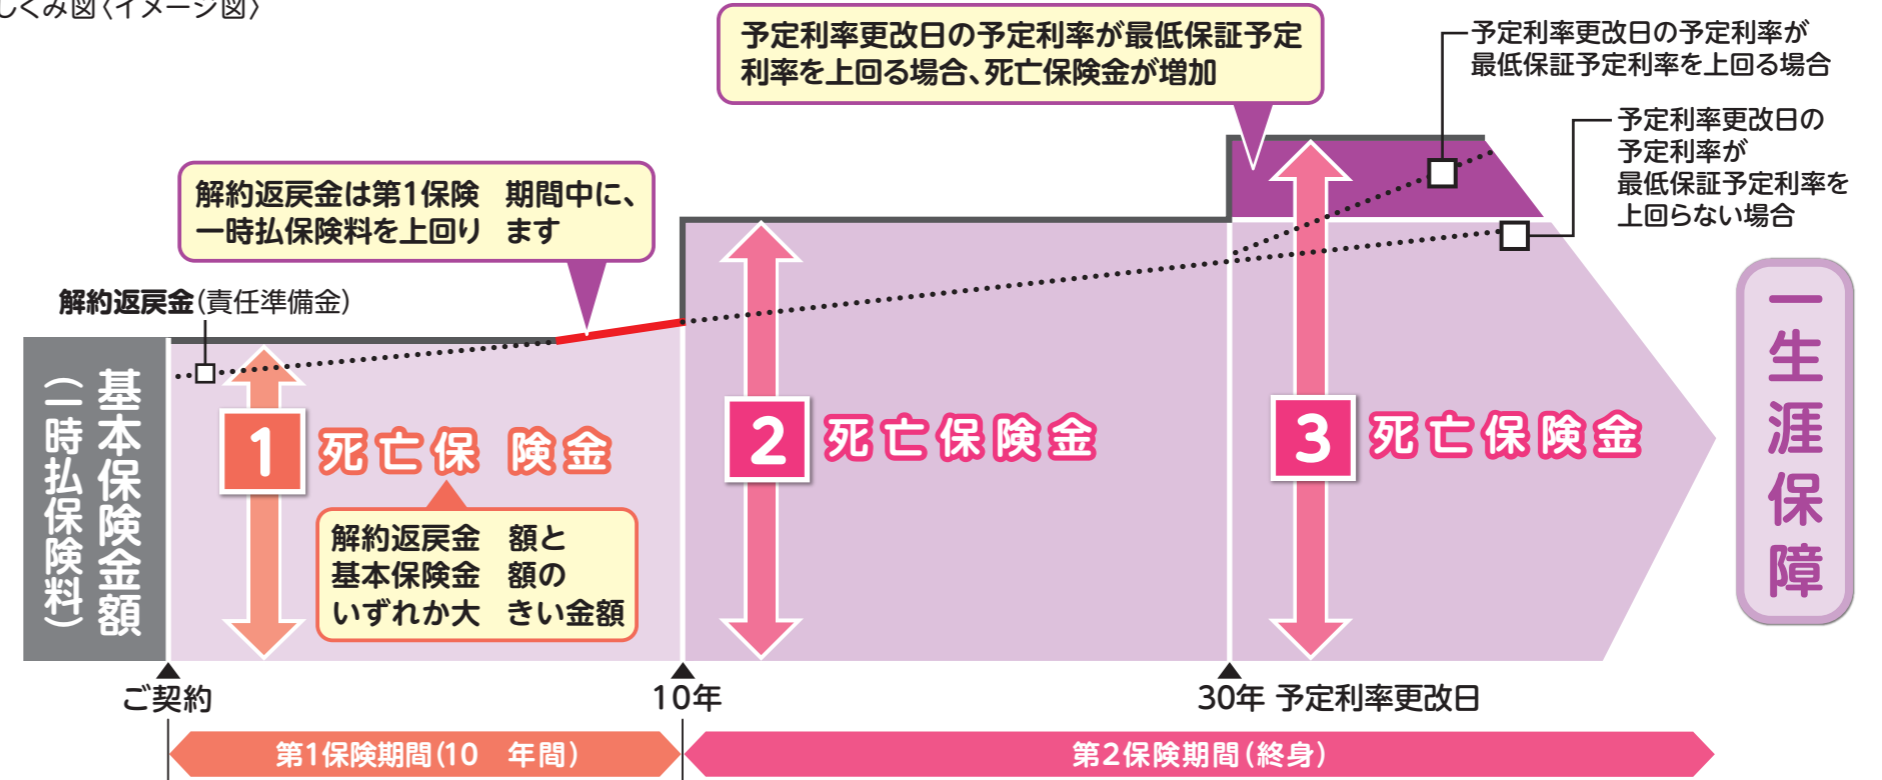 しくみ図〈イメージ図〉
予定利率更改日の予定利率が最低保証予定
利率を上回る場合、死亡保険金が増加
予定利率更改日の予定利率が
最低保証予定利率を上回る場合
予定利率更改日の
予定利率が
最低保証予定利率を
上回らない場合
解約返戻金は第1保険 期間中に、
一時払保険料を上回り ます
解約返戻金(責任準備金)
基本保険金額
(一時払保険料)
1 死亡保 険金
解約返戻金 額と
基本保険金 額の
いずれか大 きい金額
2 死亡保険金
3 死亡保険金
一生涯保障
ご契約
10年
30年 予定利率更改日
第1保険期間(10 年間)
第2保険期間(終身)